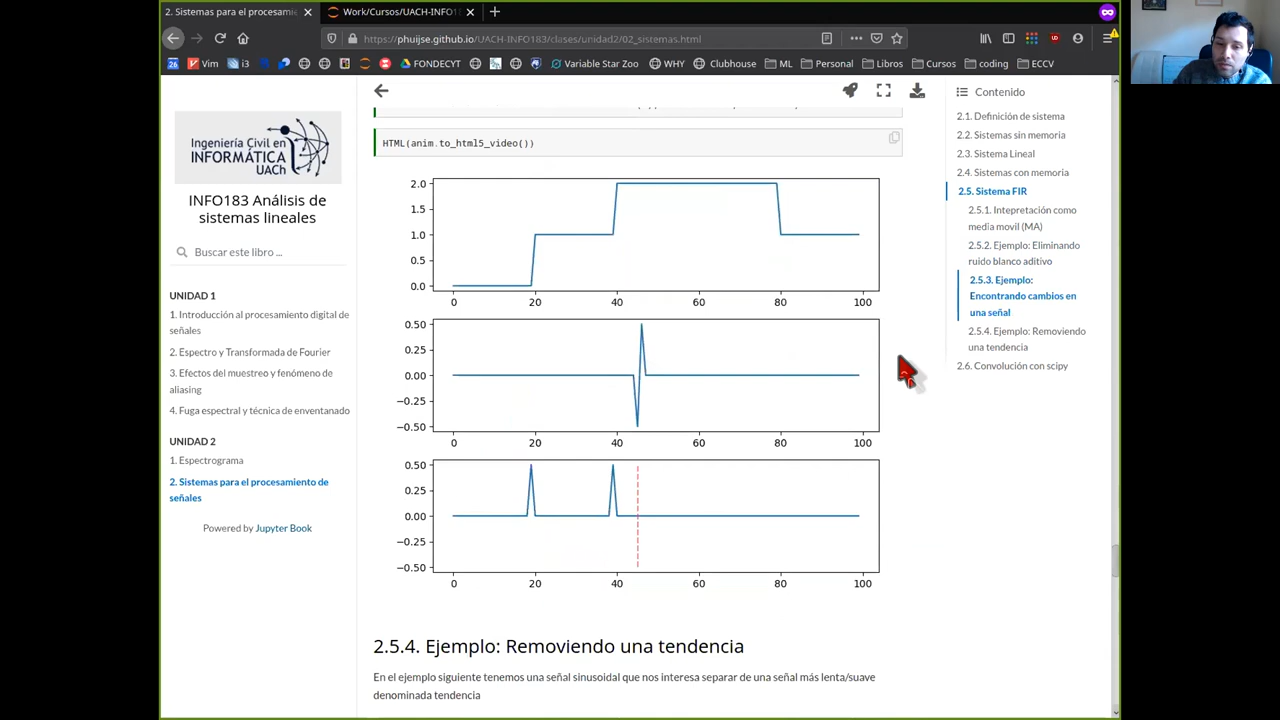 2. Sistemas para el procesamie
Work/Cursos/UACH-INFO1
https://phuijse.github.io/UACH-INFO183/clases/unidad2/02_sistemas.html
26
Vim
i3
FONDECYT
Variable Star Zoo
WHY
Clubhouse
ML
Personal
Libros
Cursos
coding
ECCV
Ingeniería Civil en
INFORMÁTICA
UACh
INFO183 Análisis de
sistemas lineales
Buscar este libro ...
UNIDAD 1
1. Introducción al procesamiento digital de
señales
2. Espectro y Transformada de Fourier
3. Efectos del muestreo y fenómeno de
aliasing
4. Fuga espectral y técnica de enventanado
UNIDAD 2
1. Espectrograma
2. Sistemas para el procesamiento de
señales
Powered by Jupyter Book
HTML(anim.to_html5_video())
2.0
1.5
1.0
0.5
0.0
0 20 40 60 80 100
0.50
0.25
0.00
−0.25
−0.50
0 20 40 60 80 100
0.50
0.25
0.00
−0.25
−0.50
0 20 40 60 80 100
2.5.4. Ejemplo: Removiendo una tendencia
En el ejemplo siguiente tenemos una señal sinusoidal que nos interesa separar de una señal más lenta/suave
denominada tendencia
Contenido
2.1. Definición de sistema
2.2. Sistemas sin memoria
2.3. Sistema Lineal
2.4. Sistemas con memoria
2.5. Sistema FIR
2.5.1. Intepretación como
media movil (MA)
2.5.2. Ejemplo: Eliminando
ruido blanco aditivo
2.5.3. Ejemplo:
Encontrando cambios en
una señal
2.5.4. Ejemplo: Removiendo
una tendencia
2.6. Convolución con scipy